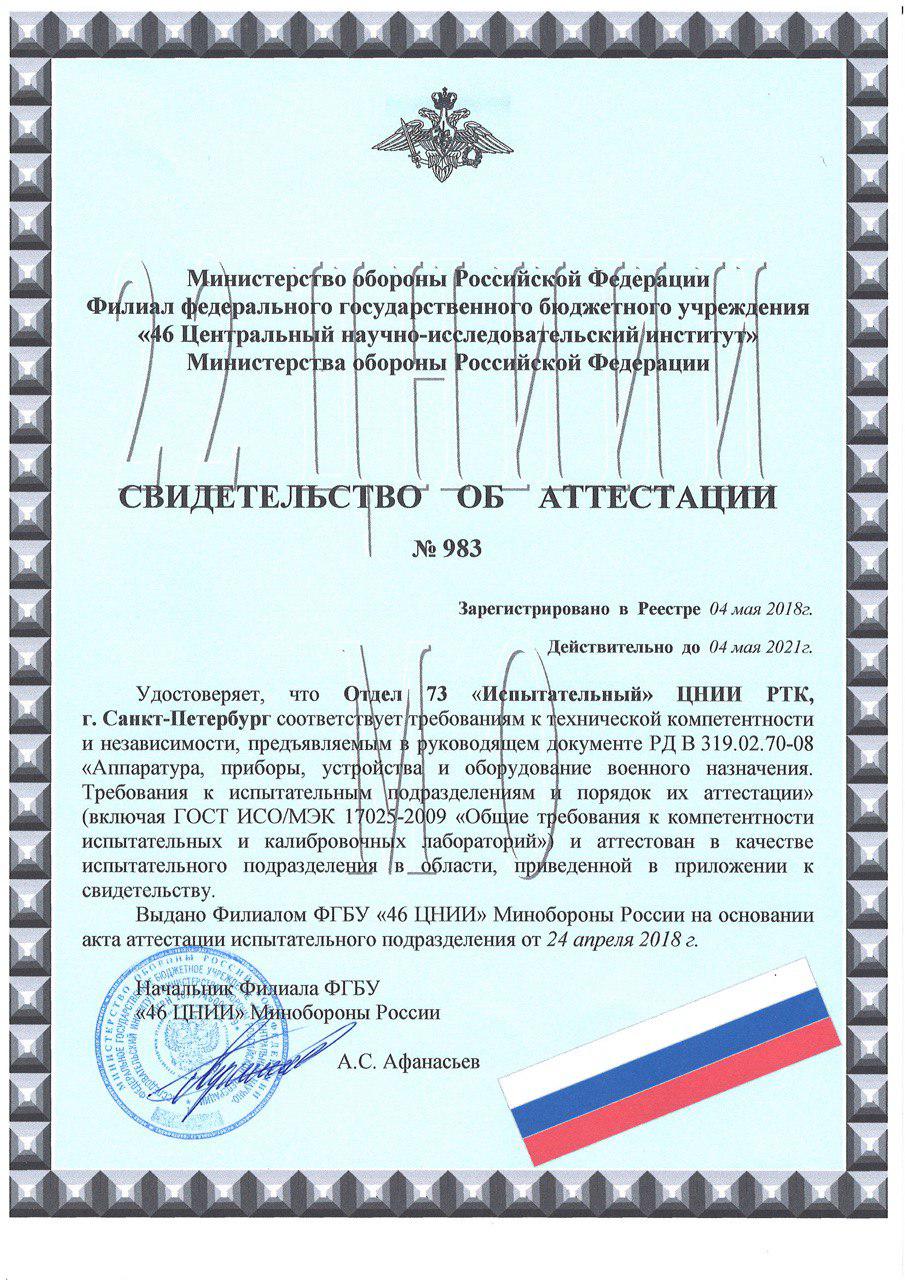 Министерство обороны Российской Федерации
Филиал федерального государственного бюджетного учреждения
«46 Центральный научно-исследовательский институт»
Министерства обороны Российской Федерации
22 ЦНИИИ
СВИДЕТЕЛЬСТВО ОБ АТТЕСТАЦИИ
№ 983
Зарегистрировано в Реестре 04 мая 2018г.
Действительно до 04 мая 2021г.
МО
Удостоверяет, что Отдел 73 «Испытательный» ЦНИИ РТК,
г. Санкт-Петербург соответствует требованиям к технической компетентности
и независимости, предъявляемым в руководящем документе РД В 319.02.70-08
«Аппаратура, приборы, устройства и оборудование военного назначения.
Требования к испытательным подразделениям и порядок их аттестации»
(включая ГОСТ ИСО/МЭК 17025-2009 «Общие требования к компетентности
испытательных и калибровочных лабораторий») и аттестован в качестве
испытательного подразделения в области, приведенной в приложении к
свидетельству.
Выдано Филиалом ФГБУ «46 ЦНИИ» Минобороны России на основании
акта аттестации испытательного подразделения от 24 апреля 2018 г.
Начальник Филиала ФГБУ
«46 ЦНИИ» Минобороны России
А.С. Афанасьев
МИНИСТЕРСТВО ОБОРОНЫ РОССИЙСКОЙ ФЕДЕРАЦИИ